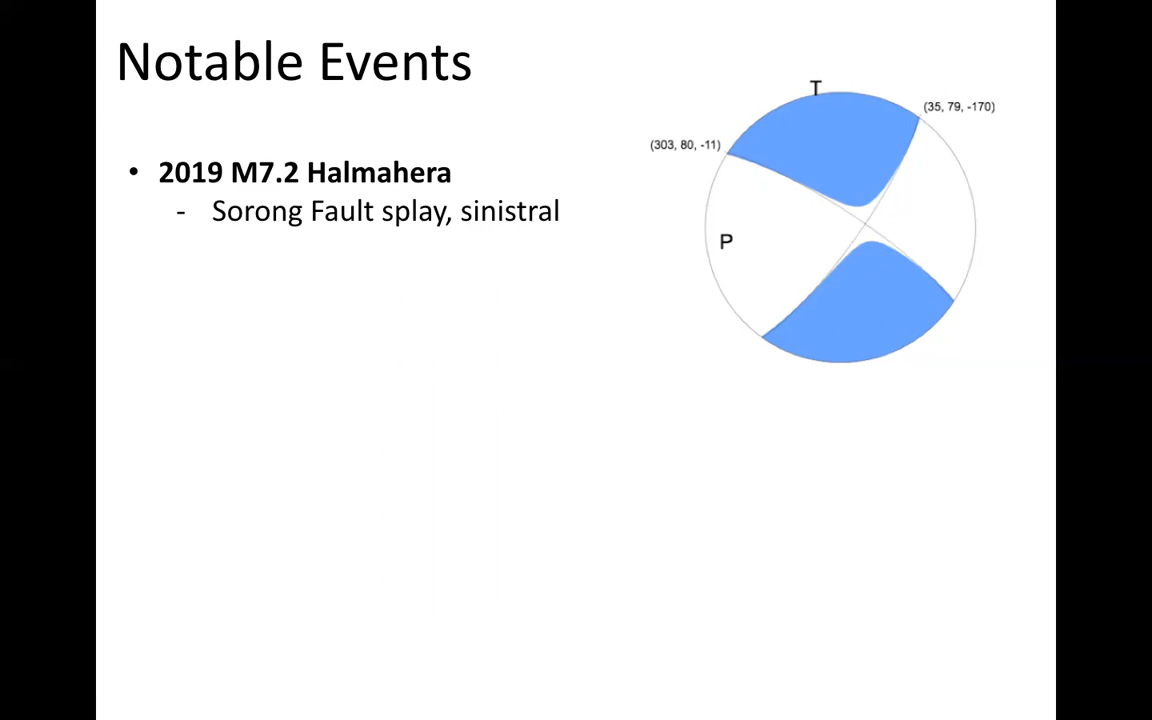 Notable Events
• 2019 M7.2 Halmahera
- Sorong Fault splay, sinistral
T
(35, 79, -170)
(303, 80, -11)
P